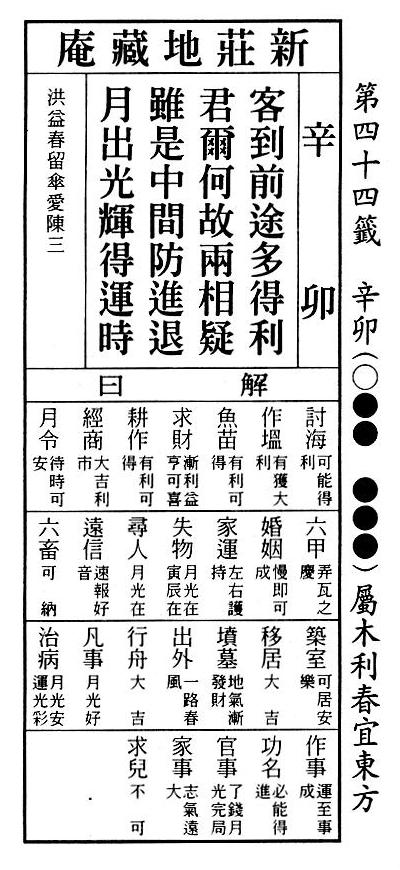 第四十四籤　辛卯(○●●　●●●)屬木利春宜東方
新莊地藏庵
辛卯
客到前途多得利
君爾何故兩相疑
雖是中間防進退
月出光輝得運時
洪益春留傘愛陳三
解曰
討海 可能得利
作塭 有獲大利
魚苗 有利可得
求財 漸利益亨可喜
耕作 有利可得
經商 大吉利市
月令 待時可安
六甲 弄瓦之慶
婚姻 慢即可成
家運 左右護持
失物 月光在寅辰在
尋人 月光在
遠信 速報好音
六畜 可納
築室 可居安樂
移居 大吉
墳墓 地氣漸發財
出外 一路春風
行舟 大吉
凡事 月光好
治病 月光安運光彩
作事 運至事成
功名 必能得進
官事 了錢月光完局
家事 志氣遠大
求兒 不可